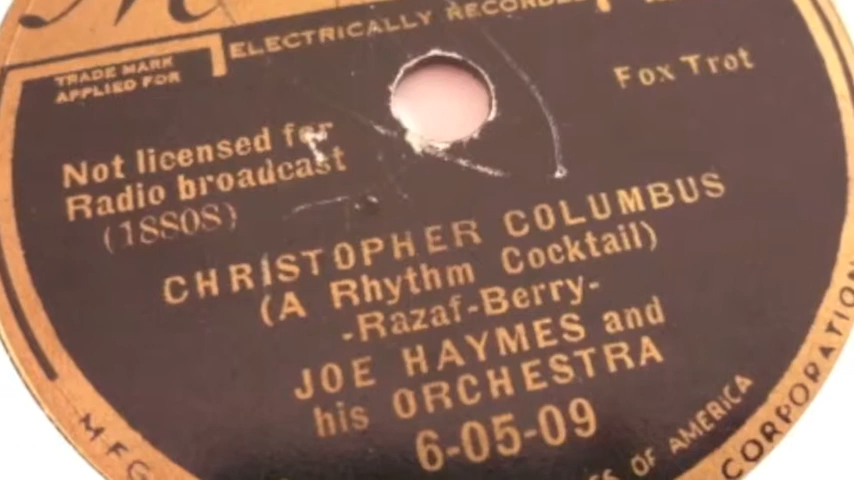 ELECTRICALLY RECORDED
TRADE MARK
APPLIED FOR
Fox Trot
Not licensed for
Radio broadcast
(18808)
CHRISTOPHER COLUMBUS
(A Rhythm Cocktail)
-Razaf-Berry-
JOE HAYMES and
his ORCHESTRA
6-05-09
MFG
OF AMERICA
CORPORATION